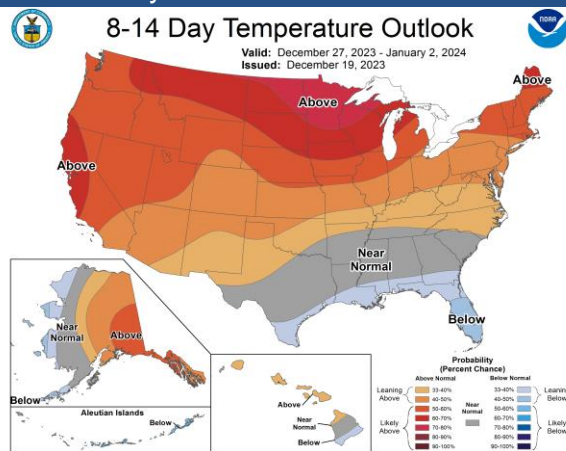 8-14 Day Temperature Outlook
Valid: December 27, 2023 - January 2, 2024
Issued: December 19, 2023
NOAA
Above
Above
Above
Near
Normal
Below
Near
Normal
Above
Below
Aleutian Islands
Below
Above
Near
Normal
Below
Probability
(Percent Chance)
Above Normal
Below Normal
Leaning
Above
33-40%
40-50%
50-60%
60-70%
70-80%
80-90%
90-100%
Likely
Above
Near
Normal
33-40%
40-50%
50-60%
60-70%
70-80%
80-90%
90-100%
Below
Likely
Below